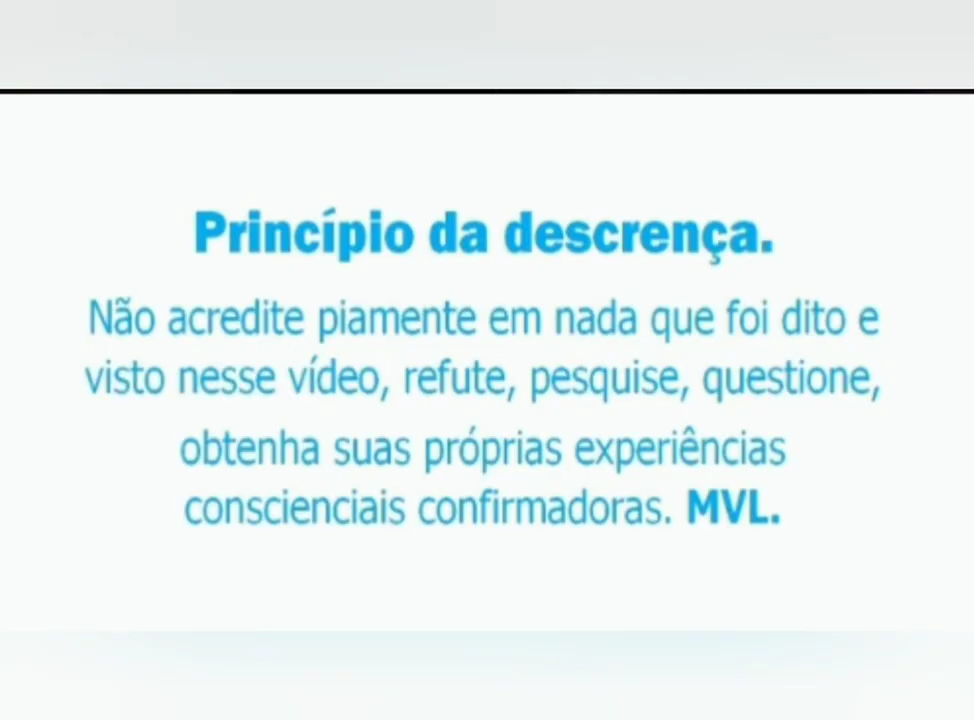 Princípio da descrença.
Não acredite piamente em nada que foi dito e
visto nesse vídeo, refute, pesquise, questione,
obtenha suas próprias experiências
conscienciais confirmadoras. MVL.